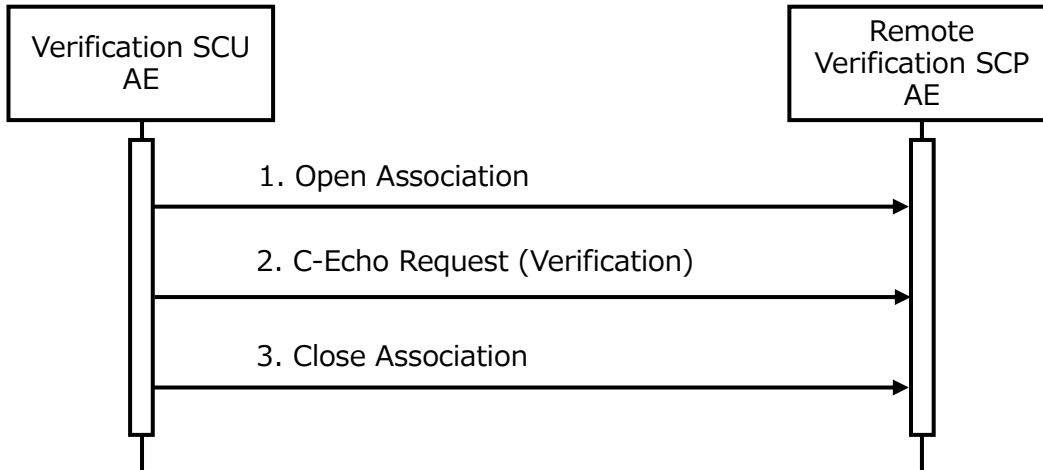 Verification SCU
AE
Remote
Verification SCP
AE
1. Open Association
2. C-Echo Request (Verification)
3. Close Association